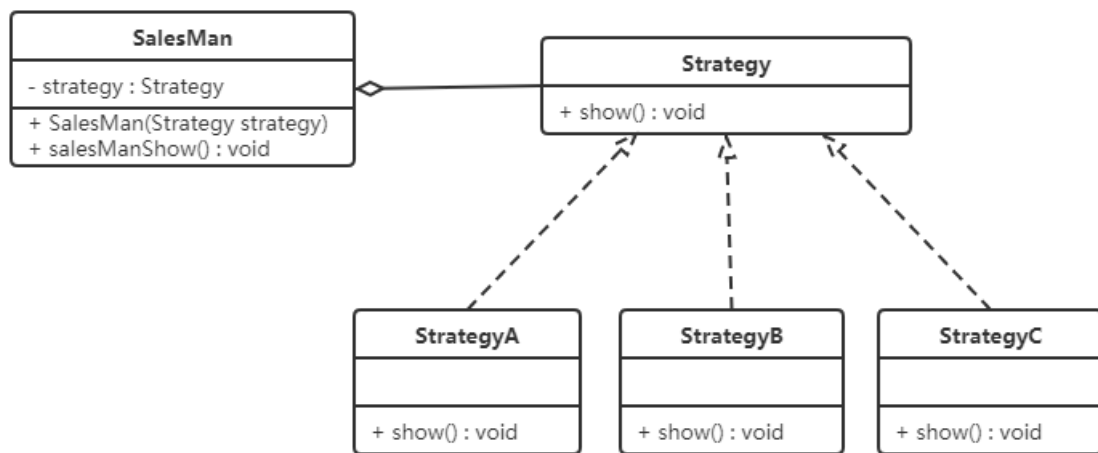 SalesMan
- strategy : Strategy
+ SalesMan(Strategy strategy)
+ salesManShow() : void
Strategy
+ show() : void
StrategyA
+ show() : void
StrategyB
+ show() : void
StrategyC
+ show() : void